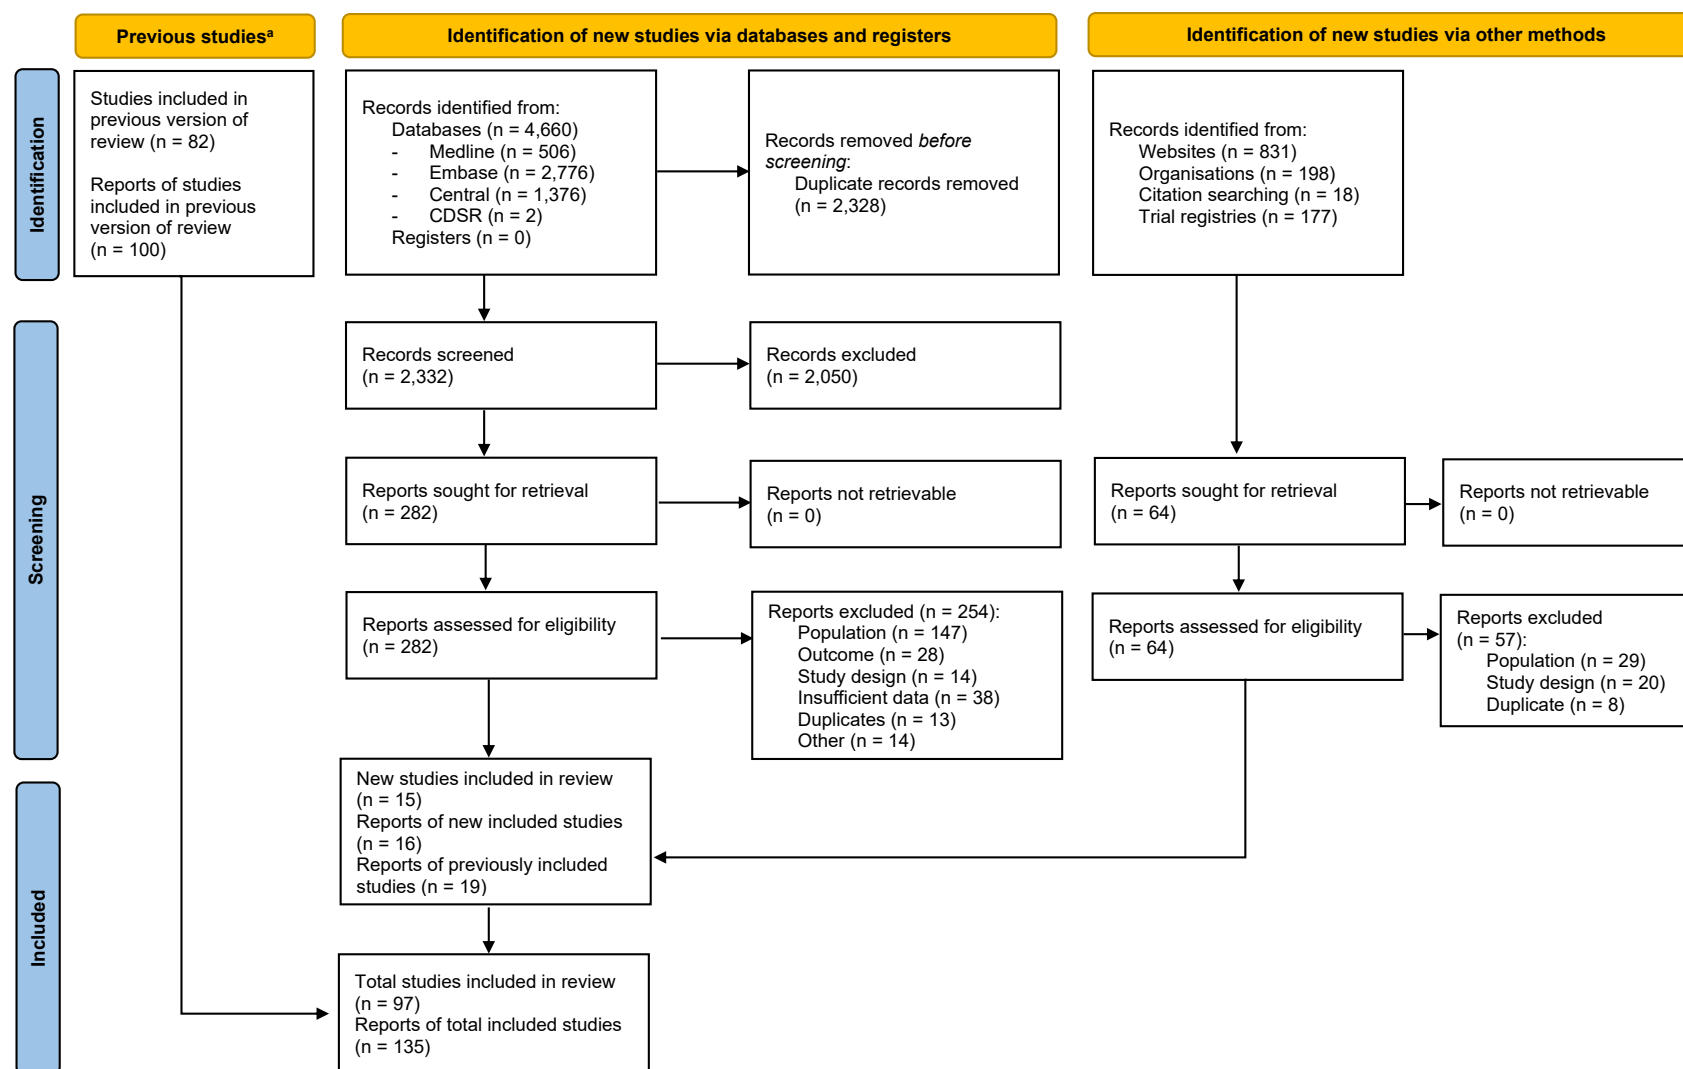 Previous studiesᵃ
Identification of new studies via databases and registers
Identification of new studies via other methods
Identification
Studies included in
previous version of
review (n = 82)
Reports of studies
included in previous
version of review
(n = 100)
Records identified from:
Databases (n = 4,660)
- Medline (n = 506)
- Embase (n = 2,776)
- Central (n = 1,376)
- CDSR (n = 2)
Registers (n = 0)
Records removed before
screening:
Duplicate records removed
(n = 2,328)
Records identified from:
Websites (n = 831)
Organisations (n = 198)
Citation searching (n = 18)
Trial registries (n = 177)
Screening
Records screened
(n = 2,332)
Records excluded
(n = 2,050)
Reports sought for retrieval
(n = 282)
Reports not retrievable
(n = 0)
Reports sought for retrieval
(n = 64)
Reports not retrievable
(n = 0)
Reports assessed for eligibility
(n = 282)
Reports excluded (n = 254):
Population (n = 147)
Outcome (n = 28)
Study design (n = 14)
Insufficient data (n = 38)
Duplicates (n = 13)
Other (n = 14)
Reports assessed for eligibility
(n = 64)
Reports excluded
(n = 57):
Population (n = 29)
Study design (n = 20)
Duplicate (n = 8)
Included
New studies included in review
(n = 15)
Reports of new included studies
(n = 16)
Reports of previously included
studies (n = 19)
Total studies included in review
(n = 97)
Reports of total included studies
(n = 135)